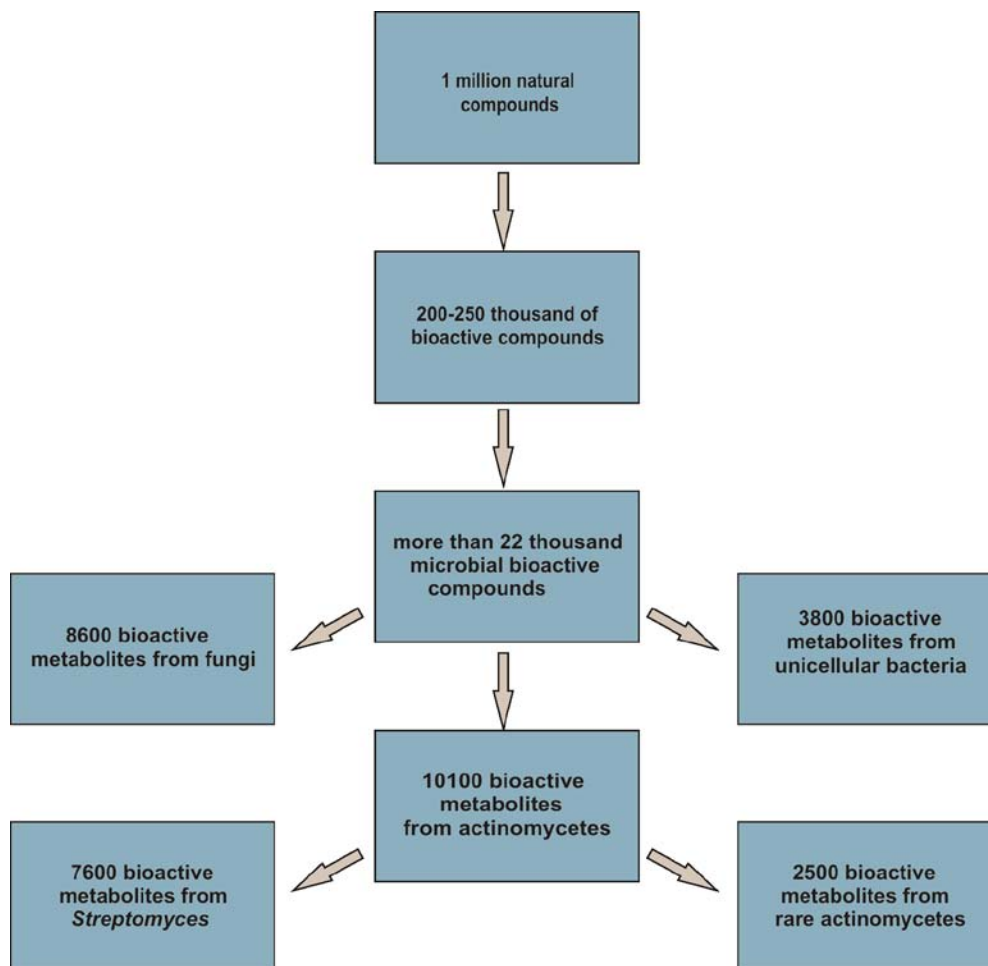 1 million natural
compounds
200-250 thousand of
bioactive compounds
more than 22 thousand
microbial bioactive
compounds
8600 bioactive
metabolites from fungi
3800 bioactive
metabolites from
unicellular bacteria
10100 bioactive
metabolites
from actinomycetes
7600 bioactive
metabolites from
Streptomyces
2500 bioactive
metabolites from
rare actinomycetes